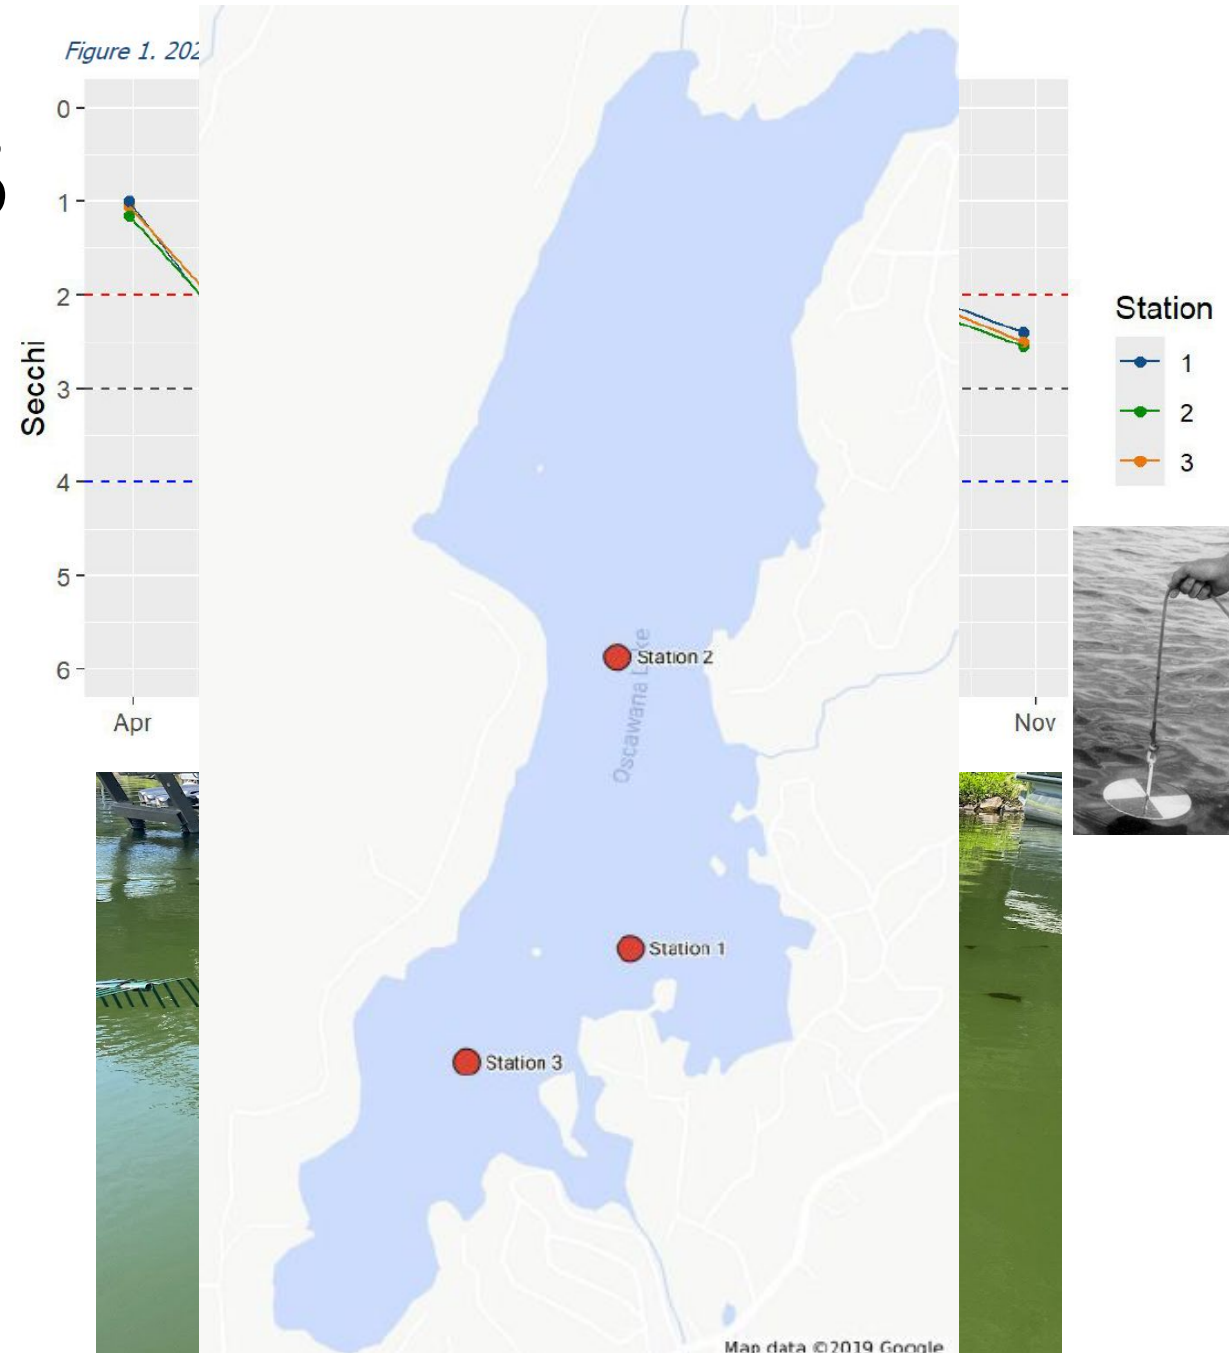 Figure 1. 202
0
1
2
3
4
5
6
Secchi
Apr
Nov
Station
1
2
3
Oscawana Lake
Station 2
Station 1
Station 3
Map data ©2019 Google